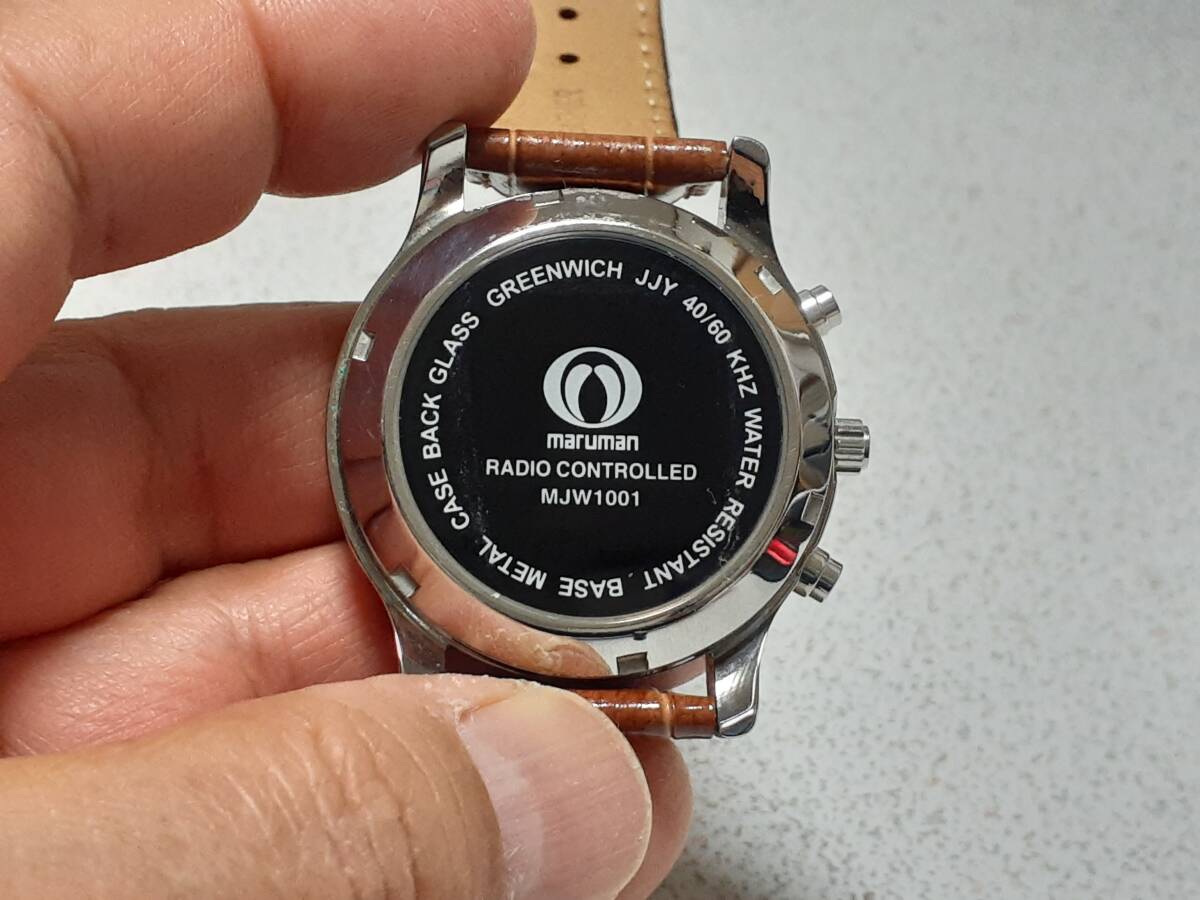 GREENWICH JJY 40/60 KHZ WATER RESISTANT . BASE METAL CASE BACK GLASS
maruman
RADIO CONTROLLED
MJW1001